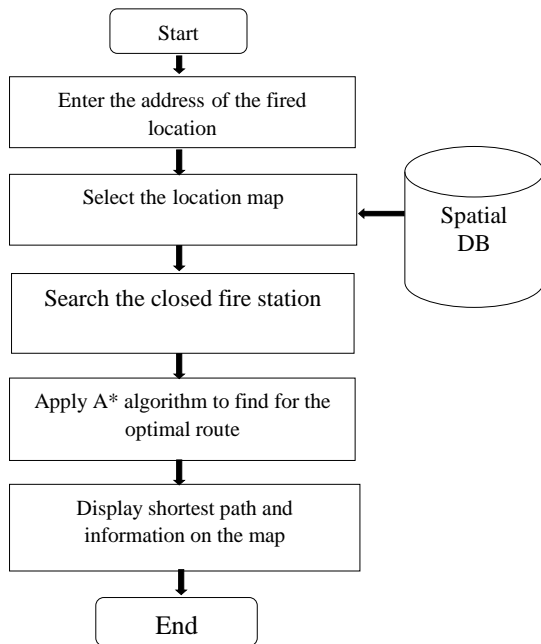 Start
Enter the address of the fired
location
Select the location map
Spatial
DB
Search the closed fire station
Apply A* algorithm to find for the
optimal route
Display shortest path and
information on the map
End